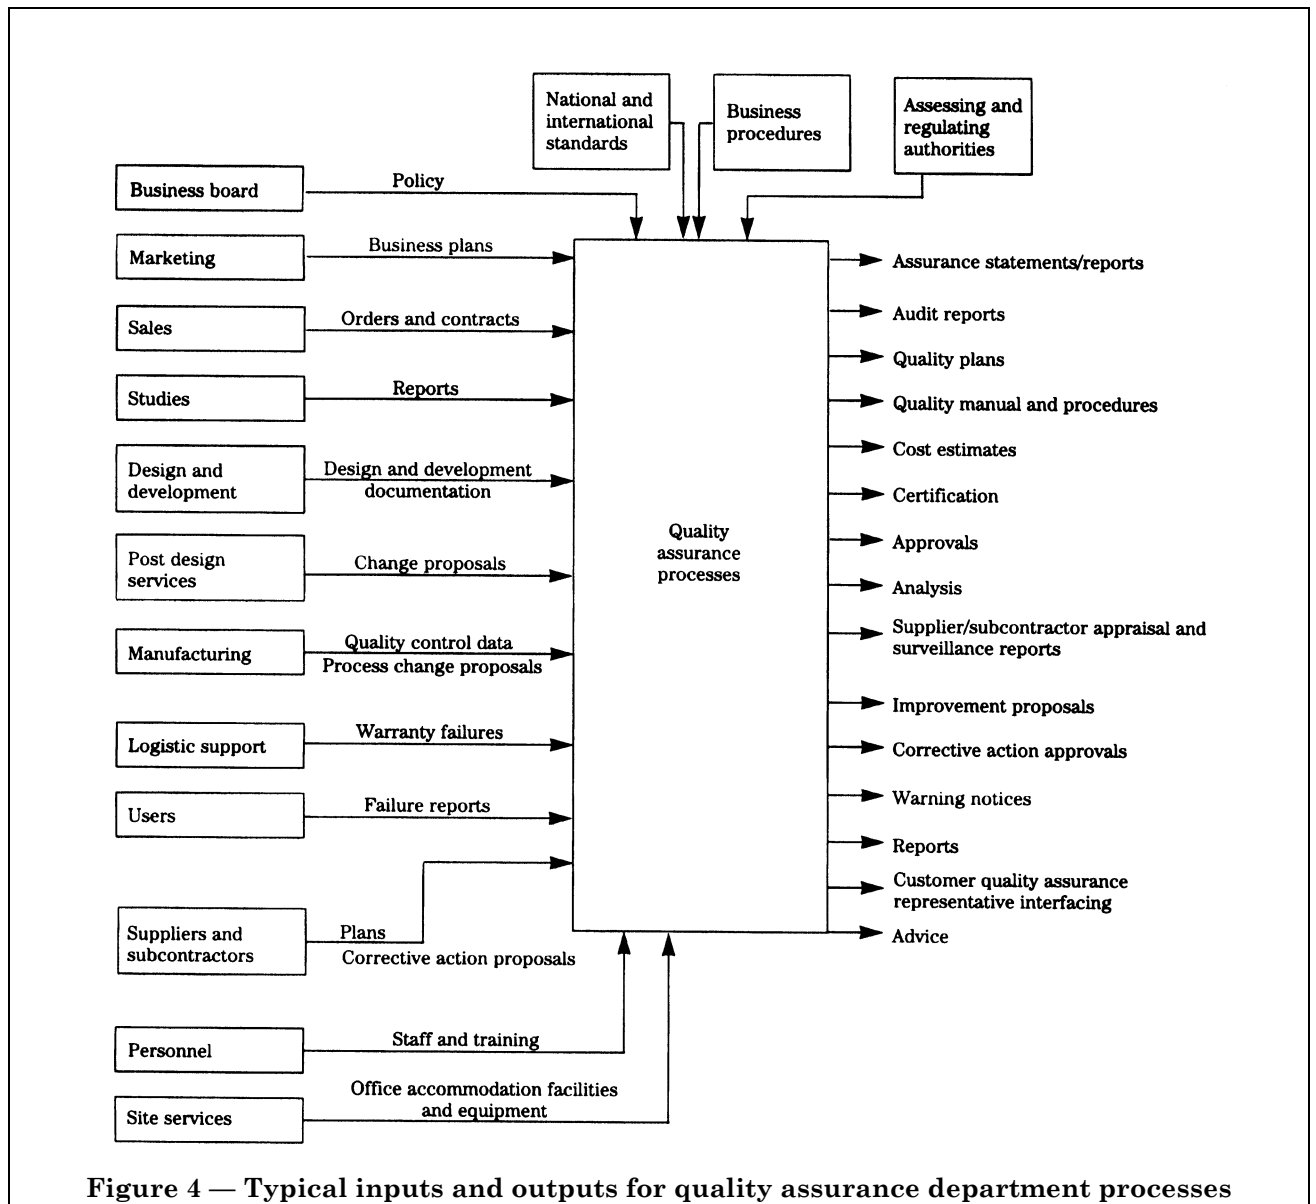 National and
international
standards
Business
procedures
Assessing and
regulating
authorities
Business board
Policy
Marketing
Business plans
Sales
Orders and contracts
Studies
Reports
Design and
development
Design and development
documentation
Post design
services
Change proposals
Manufacturing
Quality control data
Process change proposals
Logistic support
Warranty failures
Users
Failure reports
Suppliers and
subcontractors
Plans
Corrective action proposals
Personnel
Staff and training
Site services
Office accommodation facilities
and equipment
Quality
assurance
processes
Assurance statements/reports
Audit reports
Quality plans
Quality manual and procedures
Cost estimates
Certification
Approvals
Analysis
Supplier/subcontractor appraisal and
surveillance reports
Improvement proposals
Corrective action approvals
Warning notices
Reports
Customer quality assurance
representative interfacing
Advice
Figure 4 — Typical inputs and outputs for quality assurance department processes